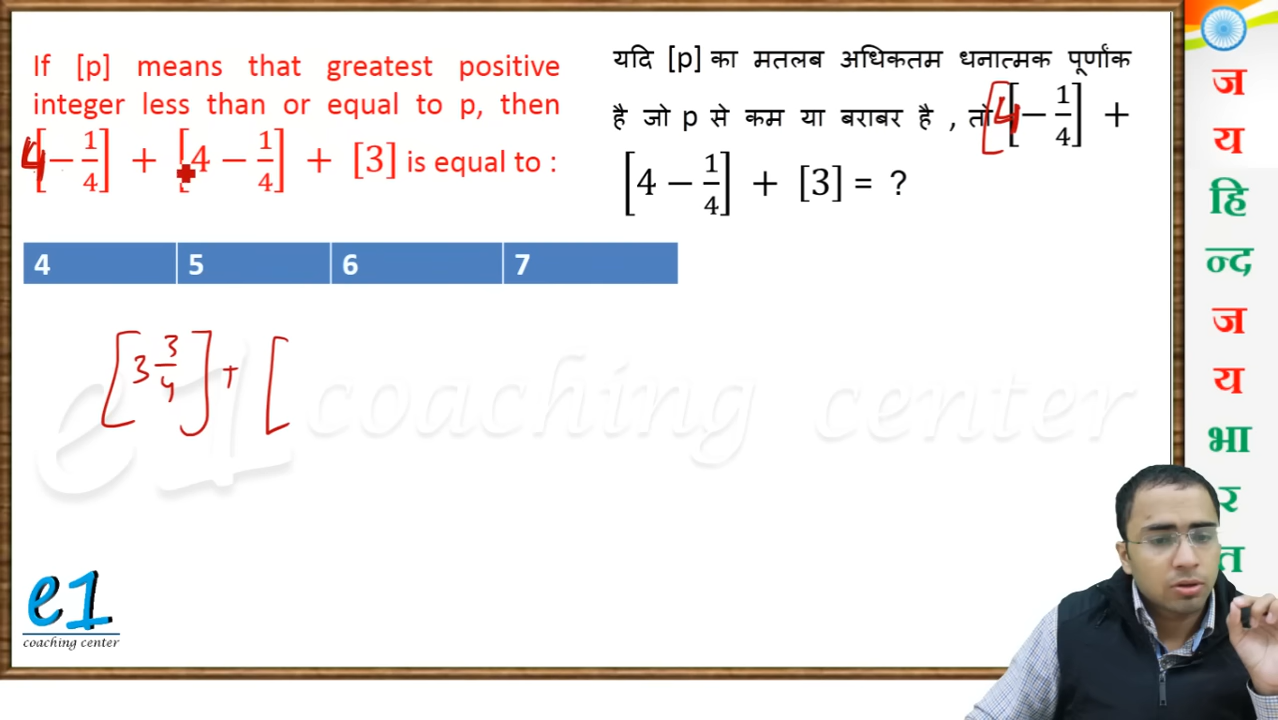 If [p] means that greatest positive
integer less than or equal to p, then
4[− 1/4] + [4 − 1/4] + [3] is equal to :
यदि [p] का मतलब अधिकतम धनात्मक पूर्णांक
है जो p से कम या बराबर है , तो [4[− 1/4] +
[4 − 1/4] + [3] = ?
4 5 6 7
[3 3/4] + [
e1 coaching center
e1
coaching center
ज
य
हि
न्द
ज
य
भा
र
त